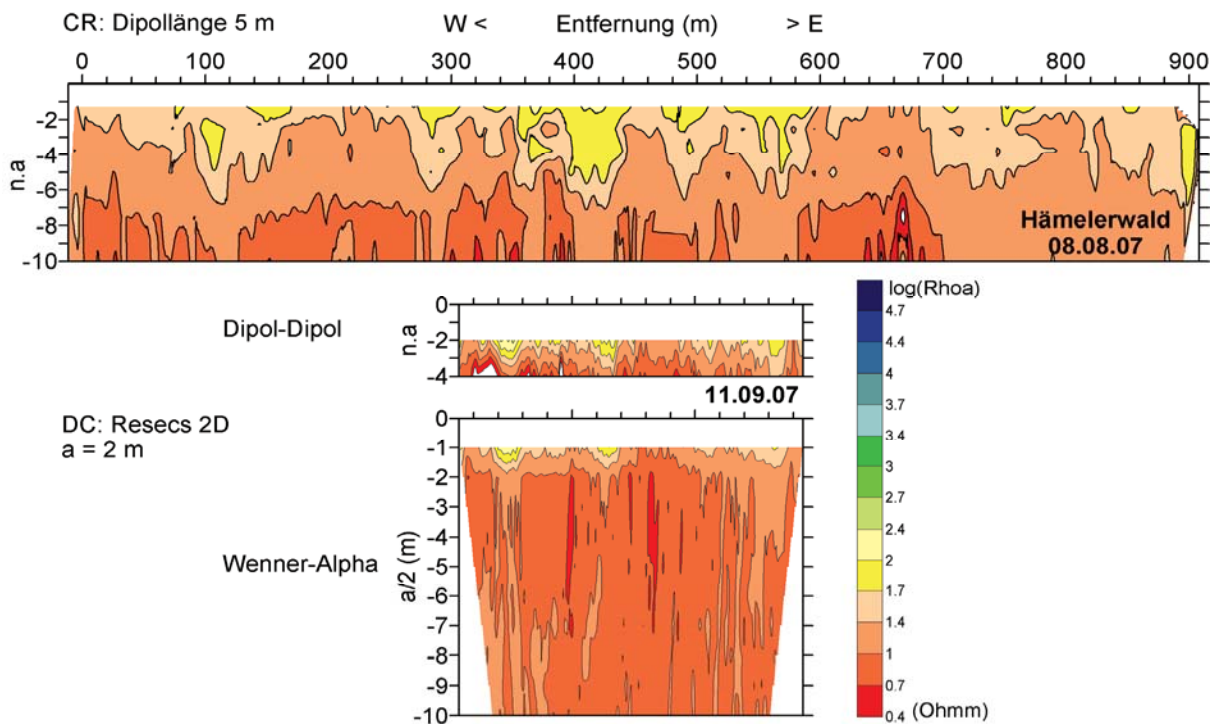 CR: Dipollänge 5 m W < Entfernung (m) > E
0 100 200 300 400 500 600 700 800 900
n.a
-2
-4
-6
-8
-10
Hämelerwald
08.08.07
Dipol-Dipol
n.a
0
-2
-4
11.09.07
DC: Resecs 2D
a = 2 m
Wenner-Alpha
a/2 (m)
0
-1
-2
-3
-4
-5
-6
-7
-8
-9
-10
log(Rhoa)
4.7
4.4
4
3.7
3.4
3
2.7
2.4
2
1.7
1.4
1
0.7
0.4 (Ohmm)